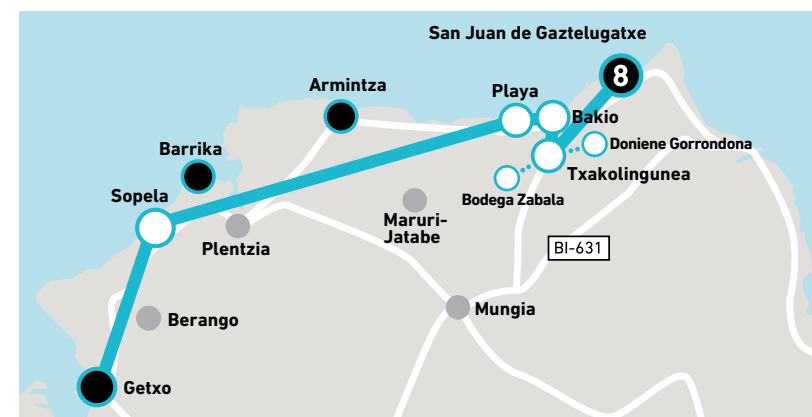 San Juan de Gaztelugatxe
8
Armintza
Playa
Bakio
Doniene Gorrondona
Barrika
Txakolingunea
Sopela
Bodega Zabala
Maruri-
Jatabe
Plentzia
BI-631
Mungia
Berango
Getxo